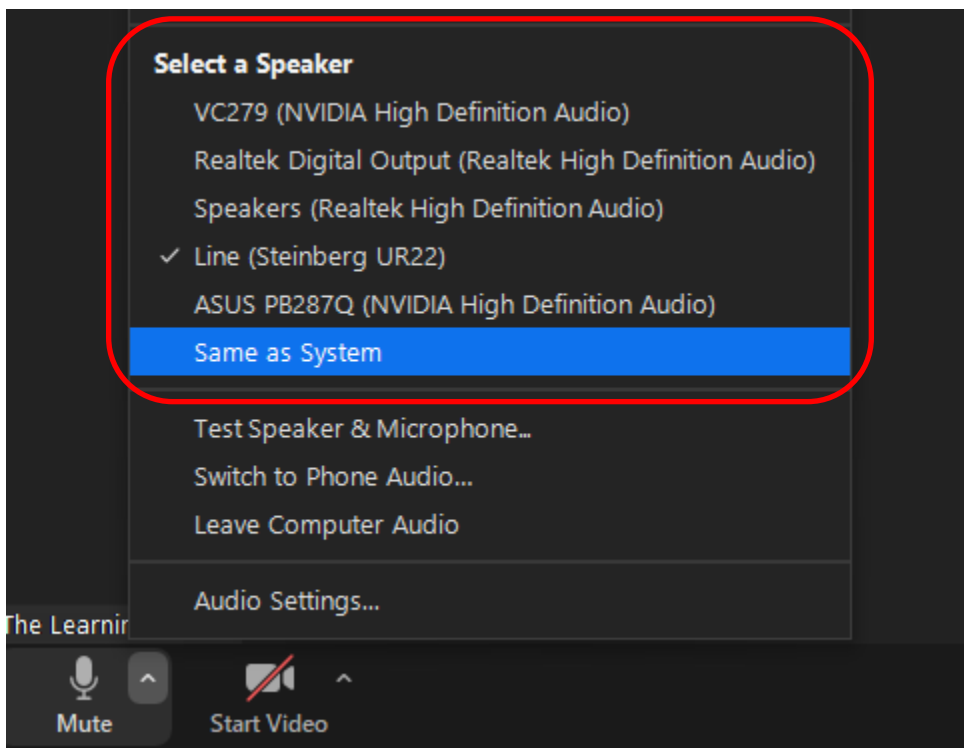 Select a Speaker
VC279 (NVIDIA High Definition Audio)
Realtek Digital Output (Realtek High Definition Audio)
Speakers (Realtek High Definition Audio)
Line (Steinberg UR22)
ASUS PB287Q (NVIDIA High Definition Audio)
Same as System
Test Speaker & Microphone...
Switch to Phone Audio...
Leave Computer Audio
Audio Settings...
The Learnin
Mute
Start Video